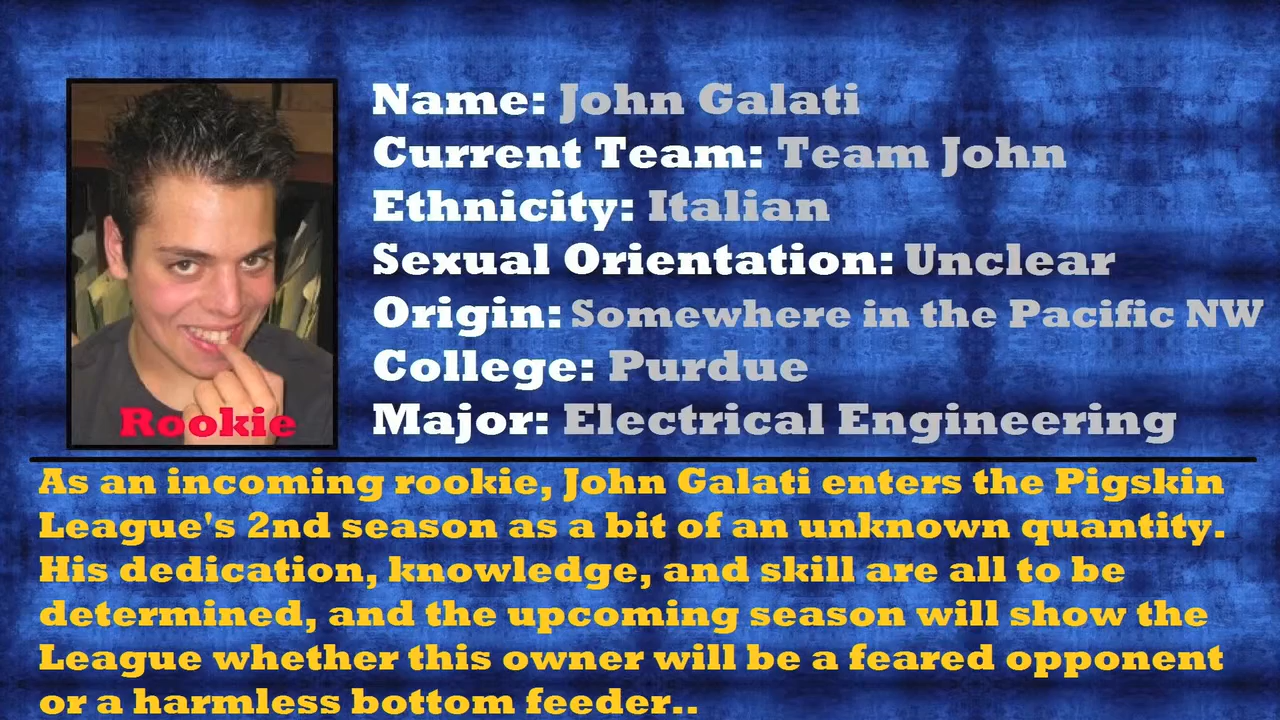 Name: John Galati
Current Team: Team John
Ethnicity: Italian
Sexual Orientation: Unclear
Origin: Somewhere in the Pacific NW
College: Purdue
Major: Electrical Engineering
Rookie
As an incoming rookie, John Galati enters the Pigskin
League's 2nd season as a bit of an unknown quantity.
His dedication, knowledge, and skill are all to be
determined, and the upcoming season will show the
League whether this owner will be a feared opponent
or a harmless bottom feeder..